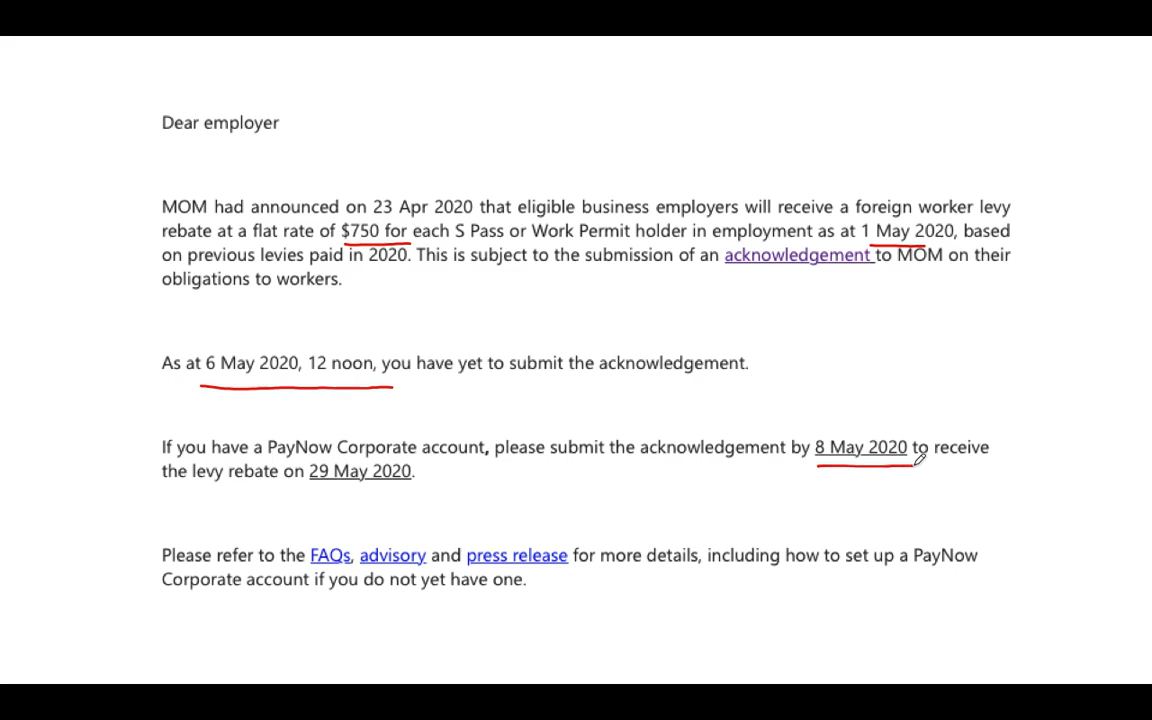 Dear employer
MOM had announced on 23 Apr 2020 that eligible business employers will receive a foreign worker levy
rebate at a flat rate of $750 for each S Pass or Work Permit holder in employment as at 1 May 2020, based
on previous levies paid in 2020. This is subject to the submission of an acknowledgement to MOM on their
obligations to workers.
As at 6 May 2020, 12 noon, you have yet to submit the acknowledgement.
If you have a PayNow Corporate account, please submit the acknowledgement by 8 May 2020 to receive
the levy rebate on 29 May 2020.
Please refer to the FAQs, advisory and press release for more details, including how to set up a PayNow
Corporate account if you do not yet have one.